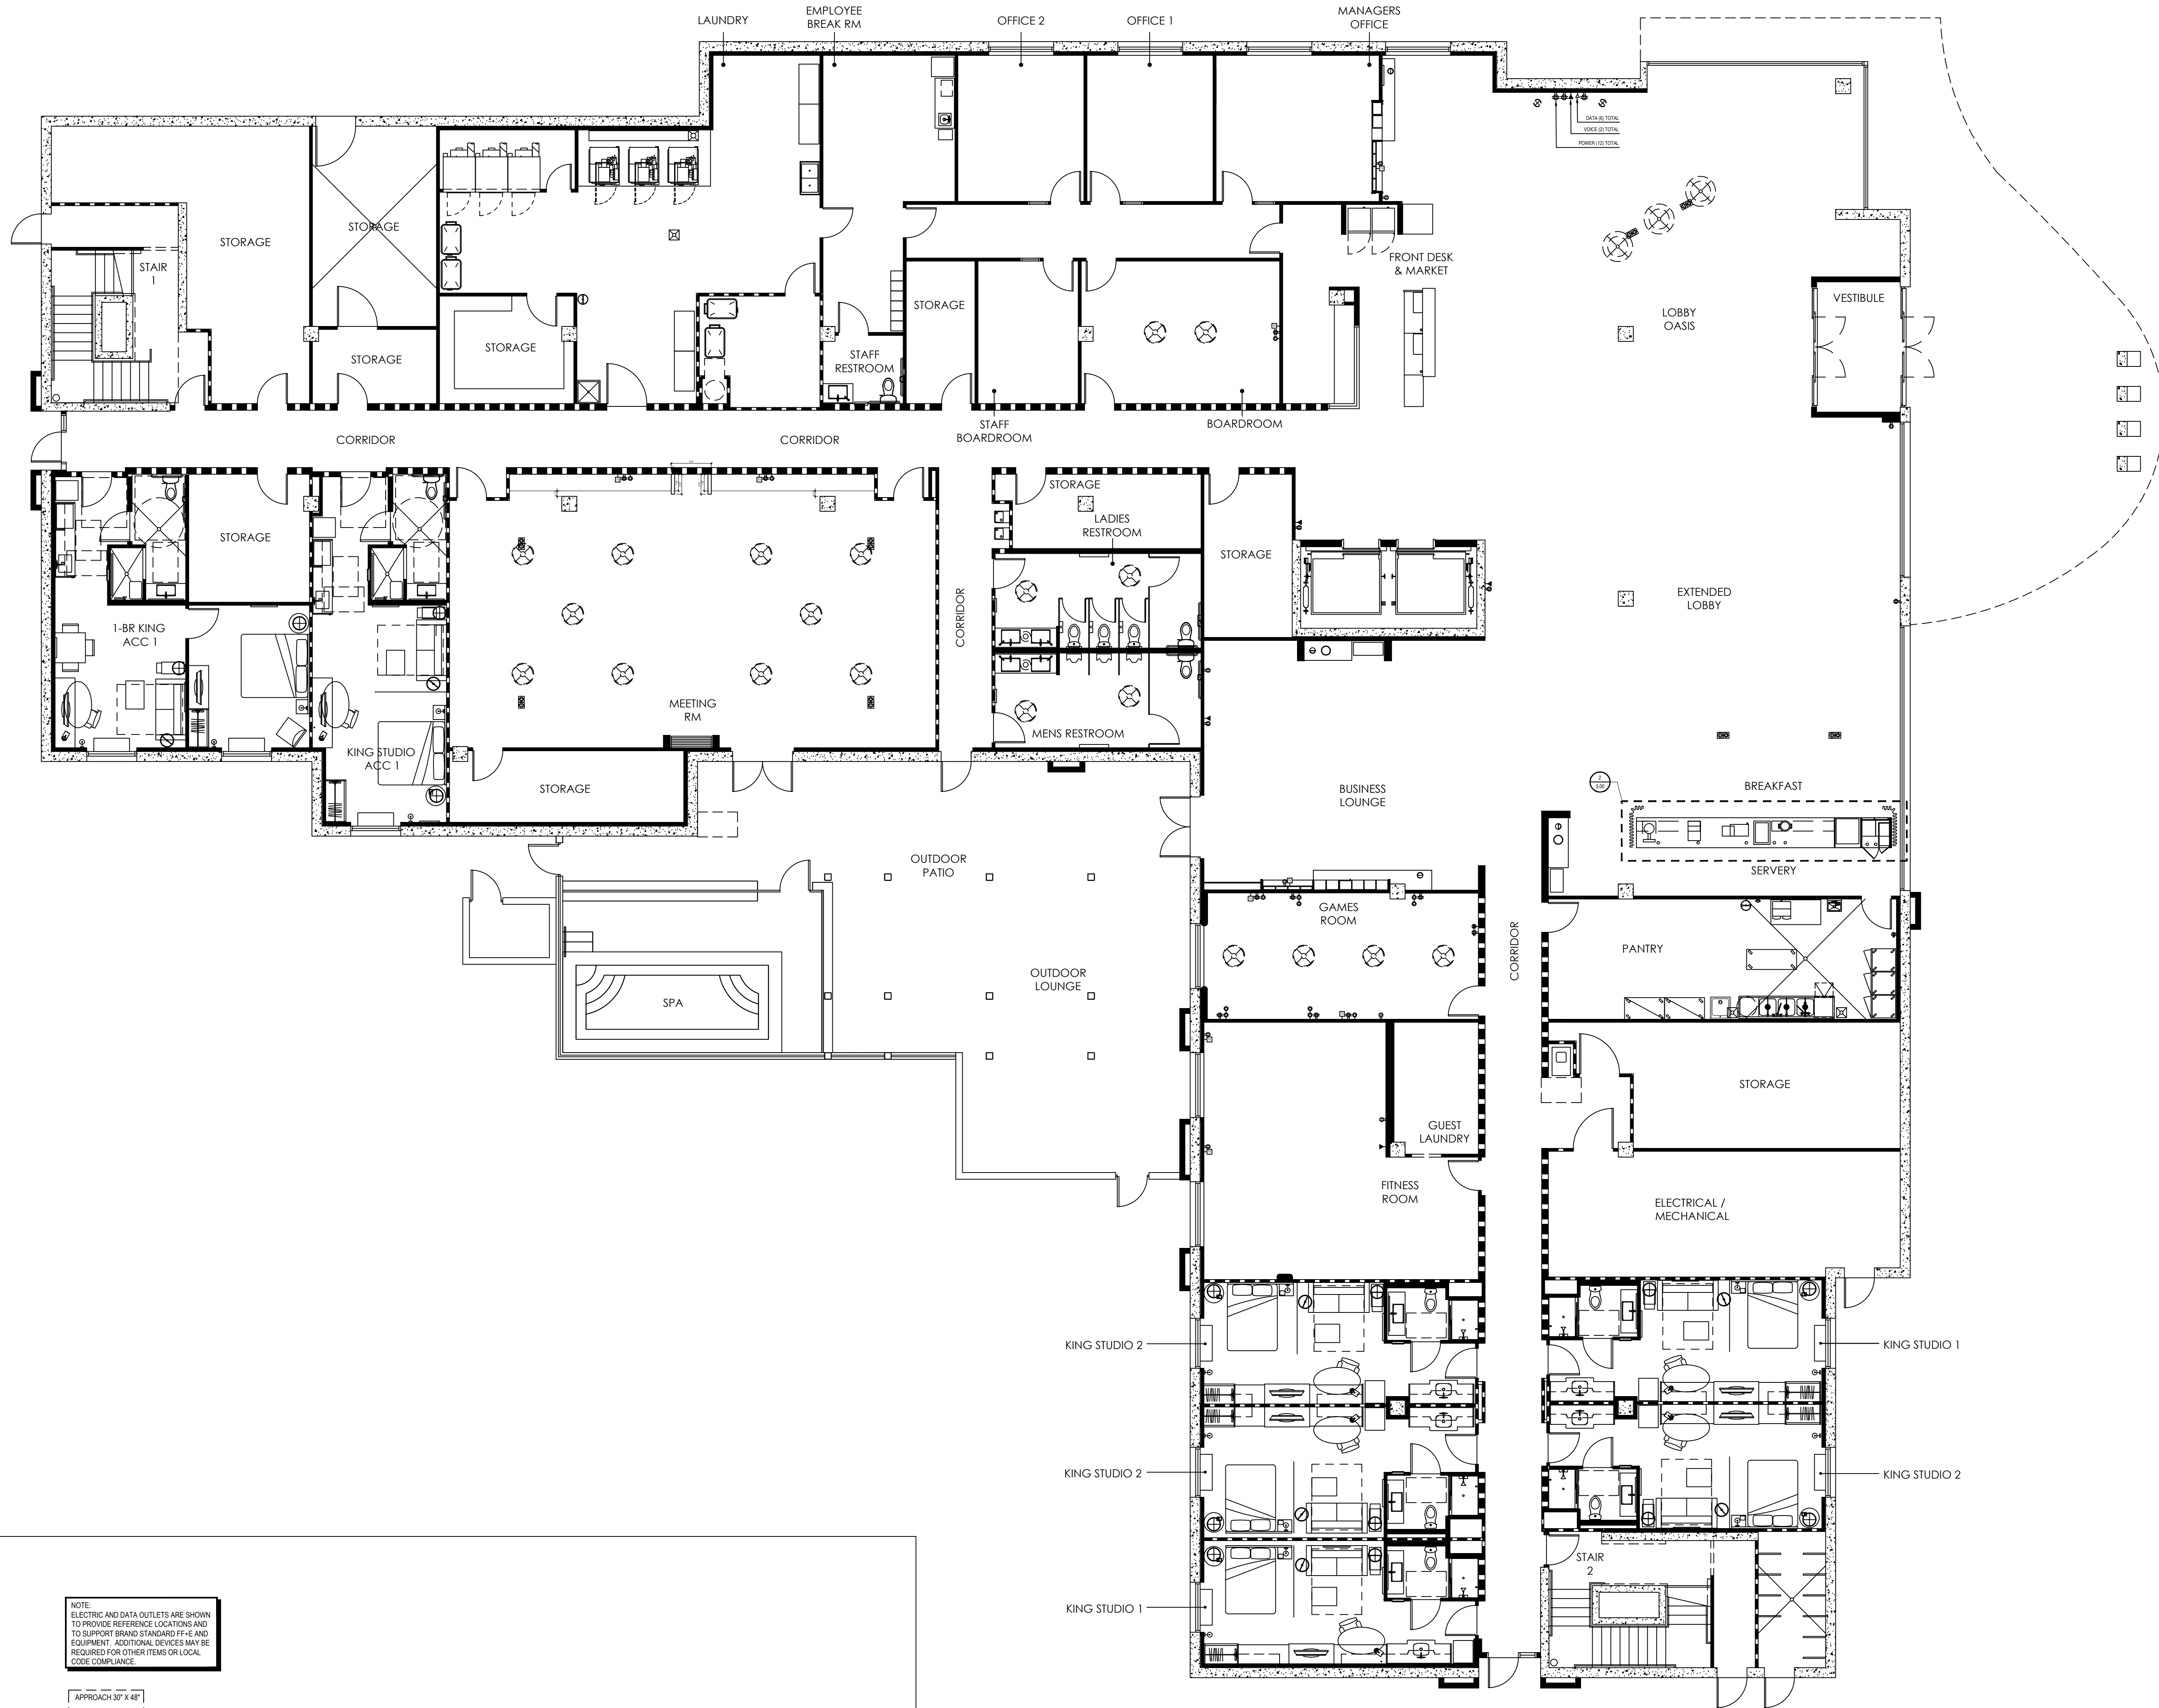 LAUNDRY
EMPLOYEE
BREAK RM
OFFICE 2
OFFICE 1
MANAGERS
OFFICE
DATA (6) TOTAL
VOICE (2) TOTAL
POWER (12) TOTAL
STORAGE
STORAGE
STAIR
1
FRONT DESK
& MARKET
VESTIBULE
LOBBY
OASIS
STORAGE
STORAGE
STORAGE
STAFF
RESTROOM
STAFF
BOARDROOM
BOARDROOM
CORRIDOR
CORRIDOR
STORAGE
STORAGE
LADIES
RESTROOM
STORAGE
CORRIDOR
EXTENDED
LOBBY
1-BR KING
ACC 1
MEETING
RM
MENS RESTROOM
KING STUDIO
ACC 1
STORAGE
BUSINESS
LOUNGE
2
5.00
BREAKFAST
SERVERY
OUTDOOR
PATIO
GAMES
ROOM
CORRIDOR
PANTRY
OUTDOOR
LOUNGE
SPA
STORAGE
GUEST
LAUNDRY
FITNESS
ROOM
ELECTRICAL /
MECHANICAL
KING STUDIO 2
KING STUDIO 1
KING STUDIO 2
KING STUDIO 2
STAIR
2
KING STUDIO 1
NOTE:
ELECTRIC AND DATA OUTLETS ARE SHOWN
TO PROVIDE REFERENCE LOCATIONS AND
TO SUPPORT BRAND STANDARD FF+E AND
EQUIPMENT. ADDITIONAL DEVICES MAY BE
REQUIRED FOR OTHER ITEMS OR LOCAL
CODE COMPLIANCE.
APPROACH 30" X 48"